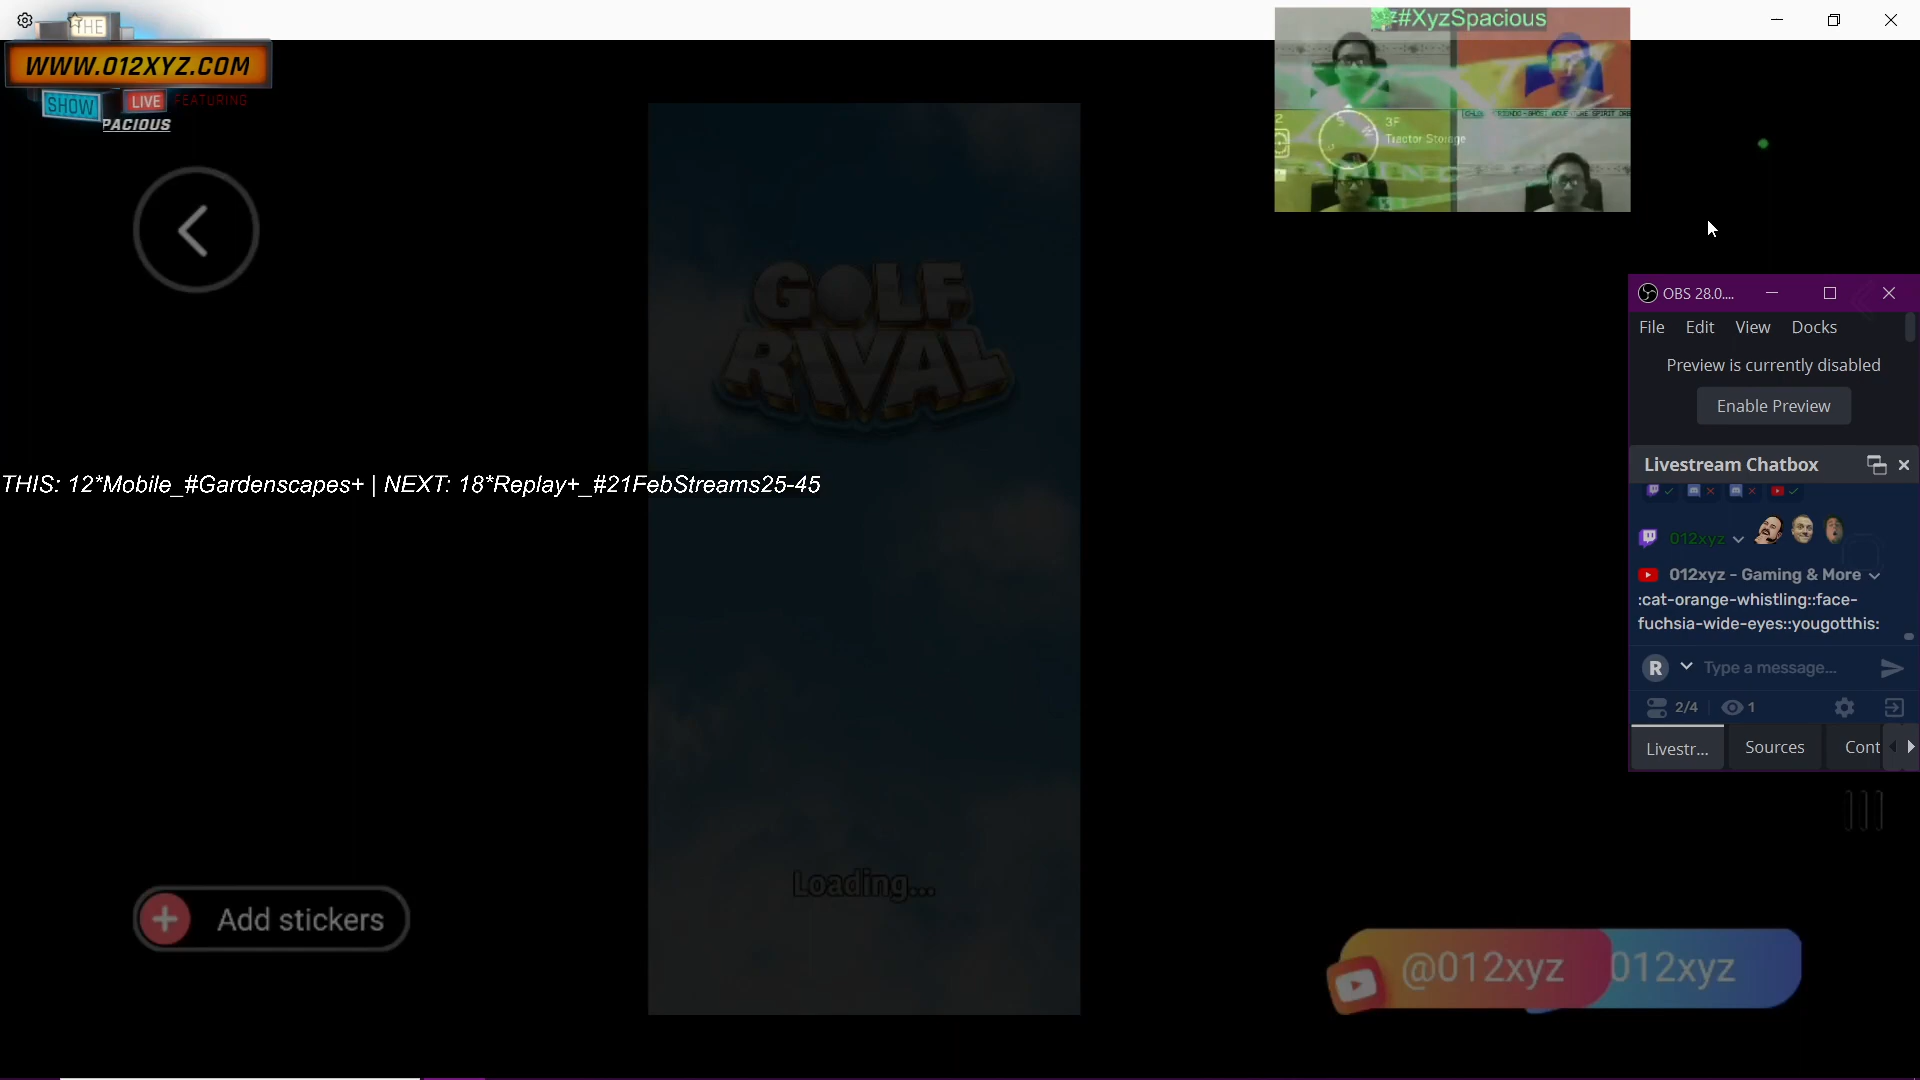 THE
WWW.012XYZ.COM
SHOW
LIVE
FEATURING
PACIOUS
##XyzSpacious
3F
Tractor Storage
GOLF
RIVAL
THIS: 12*Mobile_#Gardenscapes+ | NEXT: 18*Replay+_#21FebStreams25-45
Loading...
Add stickers
@012xyz
012xyz
OBS 28.0....
File Edit View Docks
Preview is currently disabled
Enable Preview
Livestream Chatbox
012xyz
012xyz - Gaming & More
:cat-orange-whistling::face-
fuchsia-wide-eyes::yougotthis:
R
Type a message...
2/4
1
Livestr...
Sources
Cont